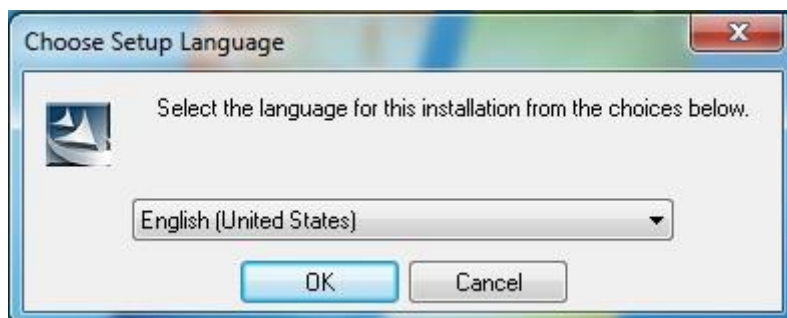 Choose Setup Language
Select the language for this installation from the choices below.
English (United States)
OK
Cancel